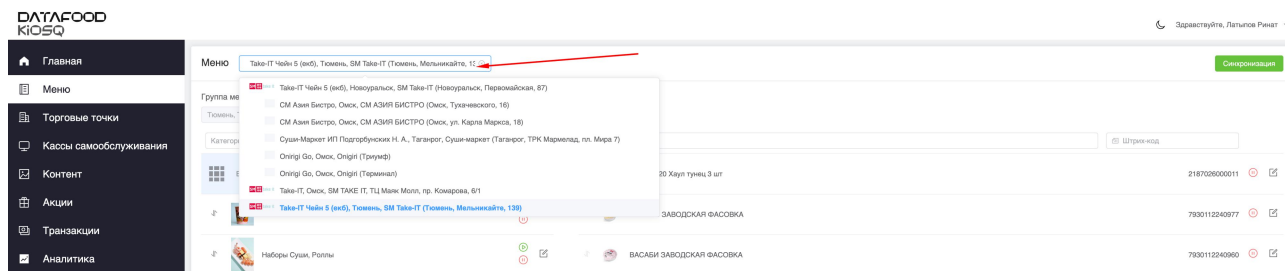 DATAFOOD
KiOSQ
Здравствуйте, Латыпов Ринат
Главная
Меню
Торговые точки
Кассы самообслуживания
Контент
Акции
Транзакции
Аналитика
Меню
Take-IT Чейн 5 (екб), Тюмень, SM Take-IT (Тюмень, Мельникайте, 13
Синхронизация
Группа ме
Take-IT Чейн 5 (екб), Новоуральск, SM Take-IT (Новоуральск, Первомайская, 87)
СМ Азия Бистро, Омск, СМ АЗИЯ БИСТРО (Омск, Тухачевского, 16)
Тюмень,
СМ Азия Бистро, Омск, СМ АЗИЯ БИСТРО (Омск, ул. Карла Маркса, 18)
Категор
Суши-Маркет ИП Подгорбунских Н. А., Таганрог, Суши-маркет (Таганрог, ТРК Мармелад, пл. Мира 7)
Штрих-код
Onirigi Go, Омск, Onigiri (Триумф)
Onirigi Go, Омск, Onigiri (Терминал)
20 Хаул тунец 3 шт
2187026000011
Take-IT, Омск, SM TAKE IT, ТЦ Маяк Молл, пр. Комарова, 6/1
Take-IT Чейн 5 (екб), Тюмень, SM Take-IT (Тюмень, Мельникайте, 139)
ЗАВОДСКАЯ ФАСОВКА
7930112240977
Наборы Суши, Роллы
ВАСАБИ ЗАВОДСКАЯ ФАСОВКА
7930112240960